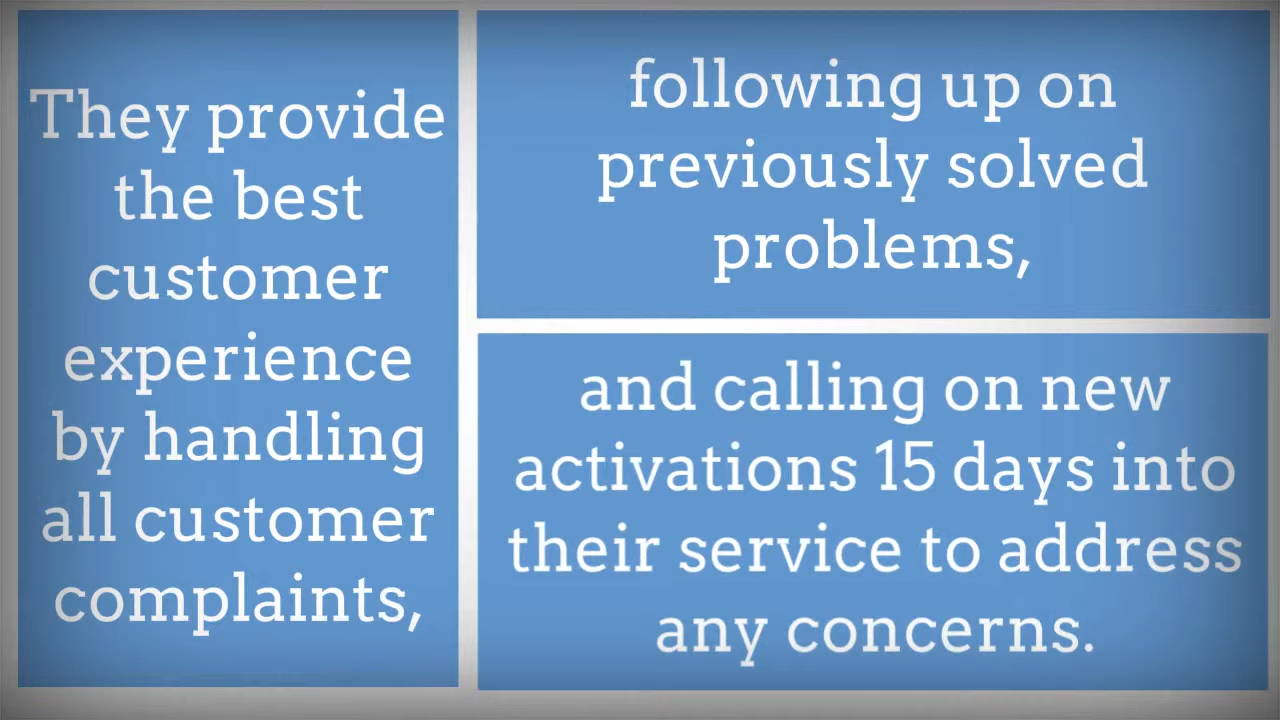 They provide
the best
customer
experience
by handling
all customer
complaints,
following up on
previously solved
problems,
and calling on new
activations 15 days into
their service to address
any concerns.